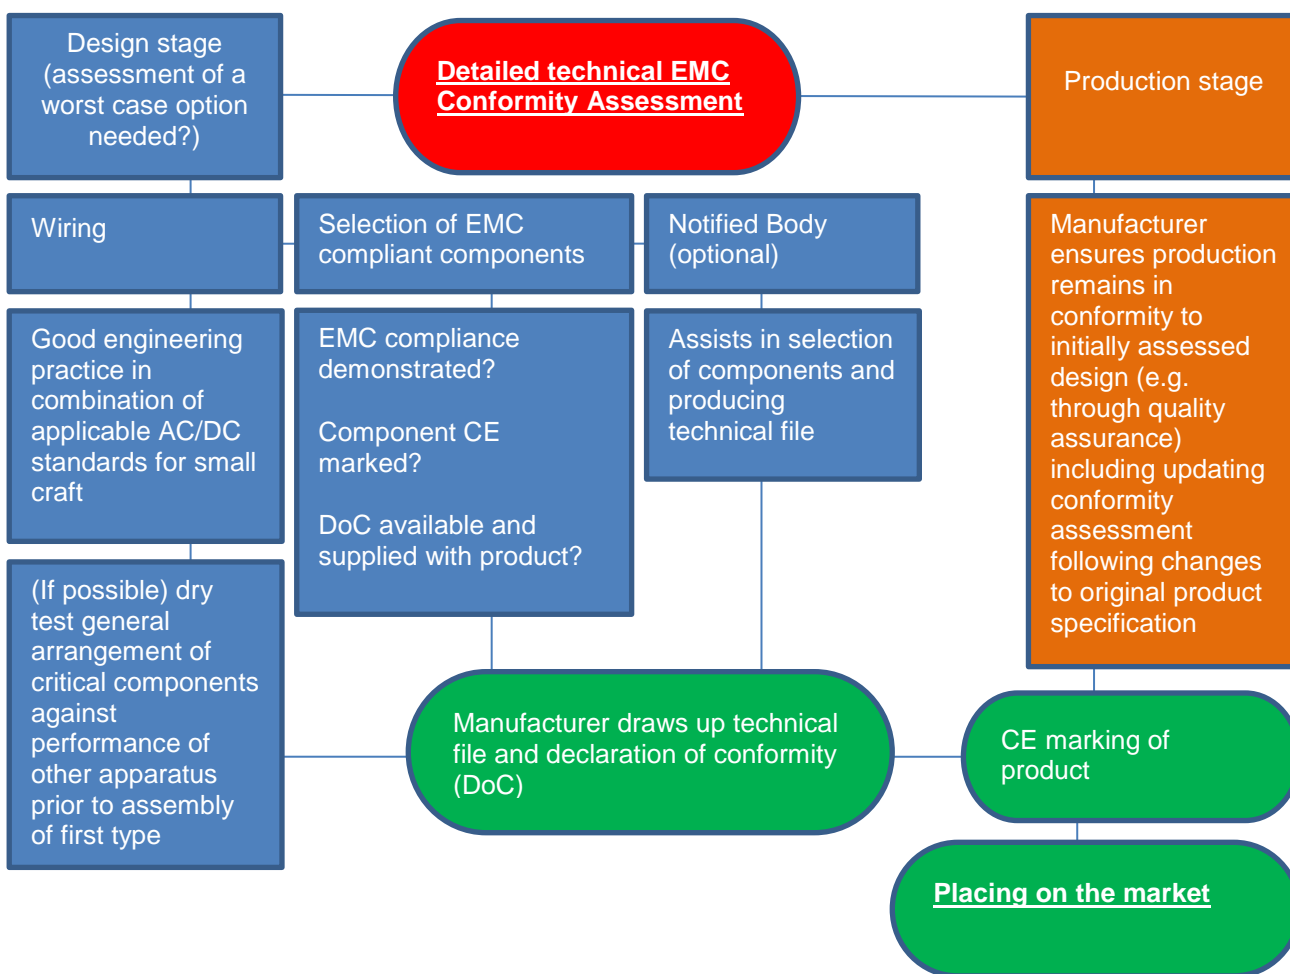 Design stage
(assessment of a
worst case option
needed?)
Detailed technical EMC
Conformity Assessment
Production stage
Wiring
Selection of EMC
compliant components
Notified Body
(optional)
Manufacturer
ensures production
remains in
conformity to
initially assessed
design (e.g.
through quality
assurance)
including updating
conformity
assessment
following changes
to original product
specification
Good engineering
practice in
combination of
applicable AC/DC
standards for small
craft
EMC compliance
demonstrated?
Component CE
marked?
DoC available and
supplied with product?
Assists in selection
of components and
producing
technical file
(If possible) dry
test general
arrangement of
critical components
against
performance of
other apparatus
prior to assembly
of first type
Manufacturer draws up technical
file and declaration of conformity
(DoC)
CE marking of
product
Placing on the market